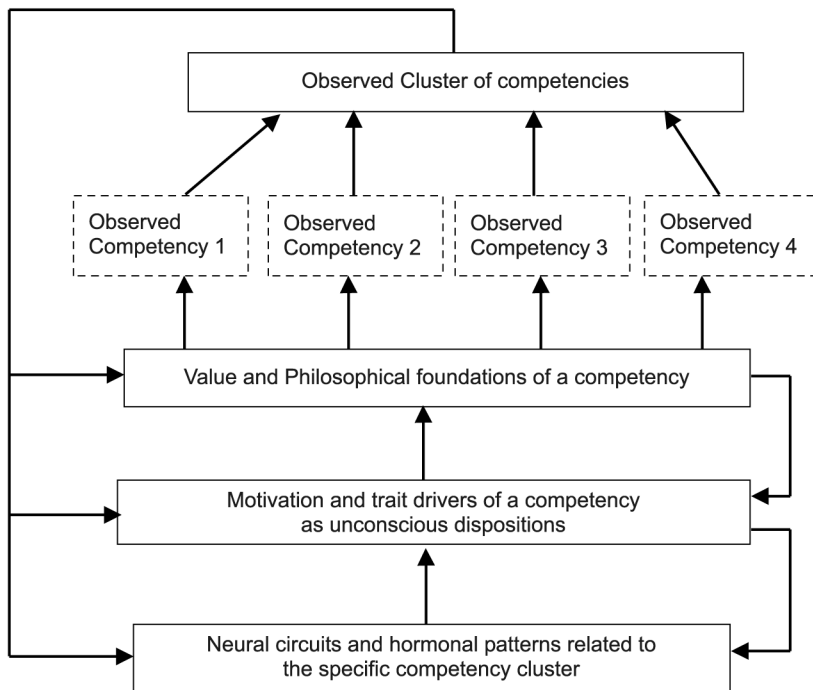 Observed Cluster of competencies
Observed
Competency 1
Observed
Competency 2
Observed
Competency 3
Observed
Competency 4
Value and Philosophical foundations of a competency
Motivation and trait drivers of a competency
as unconscious dispositions
Neural circuits and hormonal patterns related to
the specific competency cluster